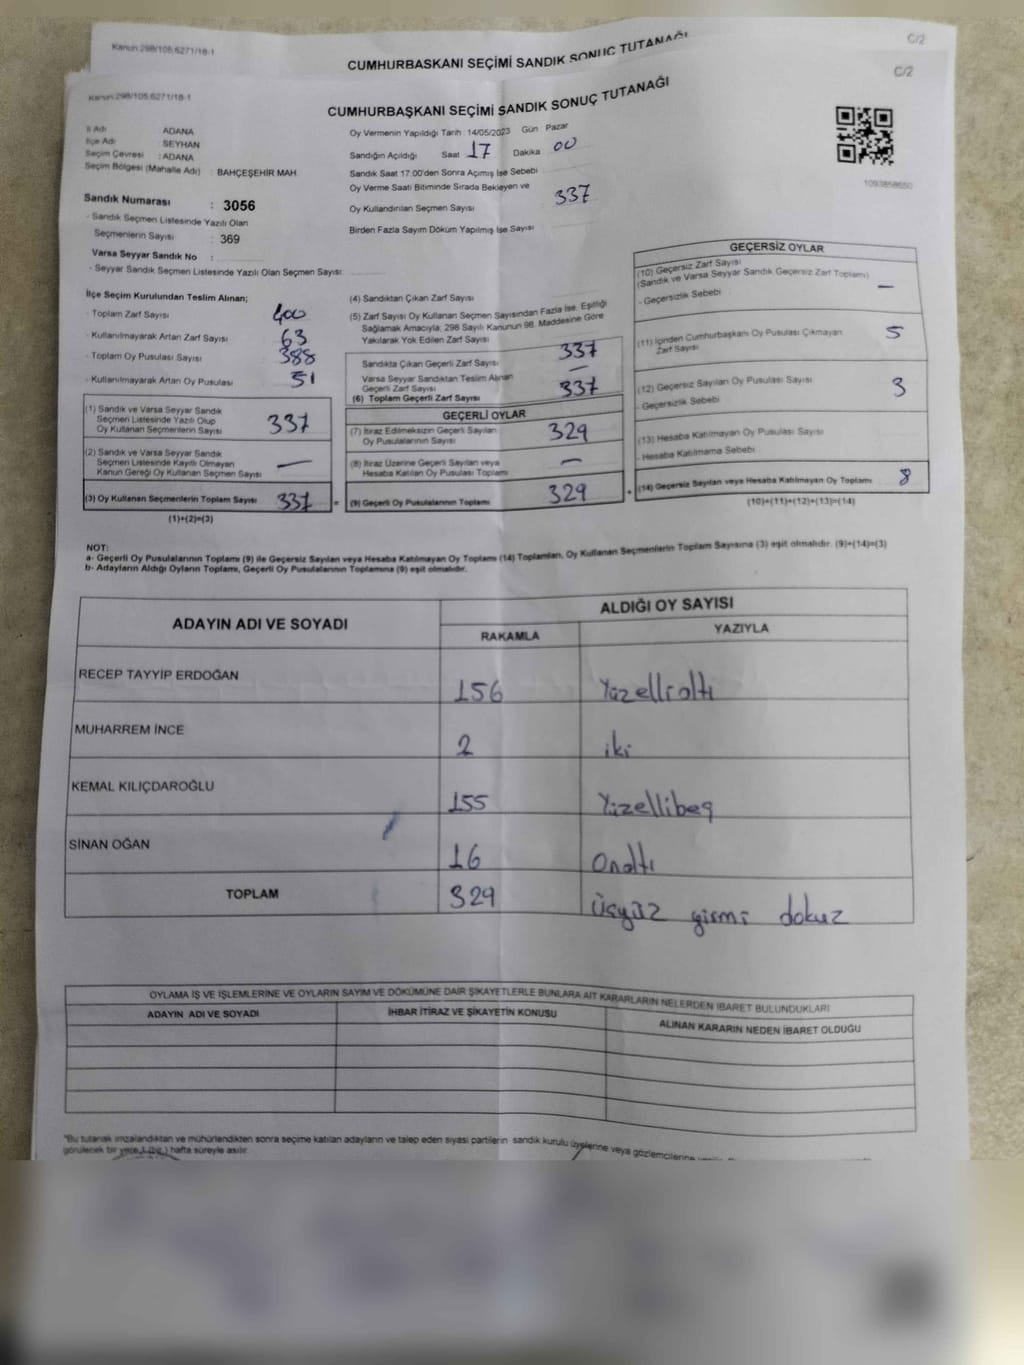 Kanun 298/105,6271/18-1
C/2
CUMHURBAŞKANI SEÇİMİ SANDIK SONUÇ TUTANAĞI
Kanun 298/105,6271/18-1
C/2
CUMHURBAŞKANI SEÇİMİ SANDIK SONUÇ TUTANAĞI
İl Adı ADANA
İlçe Adı SEYHAN
Seçim Çevresi : ADANA
Seçim Bölgesi (Mahalle Adı) : BAHÇEŞEHİR MAH
Oy Vermenin Yapıldığı Tarih : 14/05/2023 Gün : Pazar
Sandığın Açıldığı Saat 17 Dakika 00
Sandık Saat 17.00'den Sonra Açımış İse Sebebi
Oy Verme Saati Bitiminde Sırada Bekleyen ve
Oy Kullandırılan Seçmen Sayısı 337
Birden Fazla Sayım Döküm Yapılmış İse Sayısı
1093858650
Sandık Numarası : 3056
- Sandık Seçmen Listesinde Yazılı Olan
Seçmenlerin Sayısı : 369
Varsa Seyyar Sandık No :
- Seyyar Sandık Seçmen Listesinde Yazılı Olan Seçmen Sayısı:
İlçe Seçim Kurulundan Teslim Alınan;
- Toplam Zarf Sayısı 400
- Kullanılmayarak Artan Zarf Sayısı 63
- Toplam Oy Pusulası Sayısı 388
- Kullanılmayarak Artan Oy Pusulası 51
(1) Sandık ve Varsa Seyyar Sandık
Seçmen Listesinde Yazılı Olup
Oy Kullanan Seçmenlerin Sayısı 337
(2) Sandık ve Varsa Seyyar Sandık
Seçmen Listesinde Kayıtlı Olmayan
Kanun Gereği Oy Kullanan Seçmen Sayısı —
(3) Oy Kullanan Seçmenlerin Toplam Sayısı 337 =
(1)+(2)=(3)
(4) Sandıktan Çıkan Zarf Sayısı
(5) Zarf Sayısı Oy Kullanan Seçmen Sayısından Fazla İse, Eşitliği
Sağlamak Amacıyla; 298 Sayılı Kanunun 98. Maddesine Göre
Yakılarak Yok Edilen Zarf Sayısı
Sandıkta Çıkan Geçerli Zarf Sayısı 337
Varsa Seyyar Sandıktan Teslim Alınan
Geçerli Zarf Sayısı —
(6) Toplam Geçerli Zarf Sayısı 337
GEÇERLİ OYLAR
(7) İtiraz Edilmeksizin Geçerli Sayılan
Oy Pusulalarının Sayısı 329
(8) İtiraz Üzerine Geçerli Sayılan veya
Hesaba Katılan Oy Pusulası Toplamı —
(9) Geçerli Oy Pusulalarının Toplamı 329 +
GEÇERSİZ OYLAR
(10) Geçersiz Zarf Sayısı
(Sandık ve Varsa Seyyar Sandık Geçersiz Zarf Toplamı) —
- Geçersizlik Sebebi
(11) İçinden Cumhurbaşkanı Oy Pusulası Çıkmayan
Zarf Sayısı 5
(12) Geçersiz Sayılan Oy Pusulası Sayısı 3
- Geçersizlik Sebebi
(13) Hesaba Katılmayan Oy Pusulası Sayısı
- Hesaba Katılmama Sebebi
(14) Geçersiz Sayılan veya Hesaba Katılmayan Oy Toplamı 8
(10)+(11)+(12)+(13)=(14)
NOT:
a- Geçerli Oy Pusulalarının Toplamı (9) ile Geçersiz Sayılan veya Hesaba Katılmayan Oy Toplamı (14) Toplamları, Oy Kullanan Seçmenlerin Toplam Sayısına (3) eşit olmalıdır. (9)+(14)=(3)
b- Adayların Aldığı Oyların Toplamı, Geçerli Oy Pusulalarının Toplamına (9) eşit olmalıdır.
ADAYIN ADI VE SOYADI
ALDIĞI OY SAYISI
RAKAMLA YAZIYLA
RECEP TAYYİP ERDOĞAN 156 Yüzellialtı
MUHARREM İNCE 2 iki
KEMAL KILIÇDAROĞLU 155 Yüzellibeş
SİNAN OĞAN 16 Onaltı
TOPLAM 329 üçyüz yirmi dokuz
OYLAMA İŞ VE İŞLEMLERİNE VE OYLARIN SAYIM VE DÖKÜMÜNE DAİR ŞİKAYETLERLE BUNLARA AİT KARARLARIN NELERDEN İBARET BULUNDUKLARI
ADAYIN ADI VE SOYADI İHBAR İTİRAZ VE ŞİKAYETİN KONUSU ALINAN KARARIN NEDEN İBARET OLDUĞU
"Bu tutanak imzalandıktan ve mühürlendikten sonra seçime katılan adayların ve talep eden siyasi partilerin sandık kurulu üyelerine veya gözlemcilerine
görülecek bir yere 1 (bir) hafta süreyle asılır.